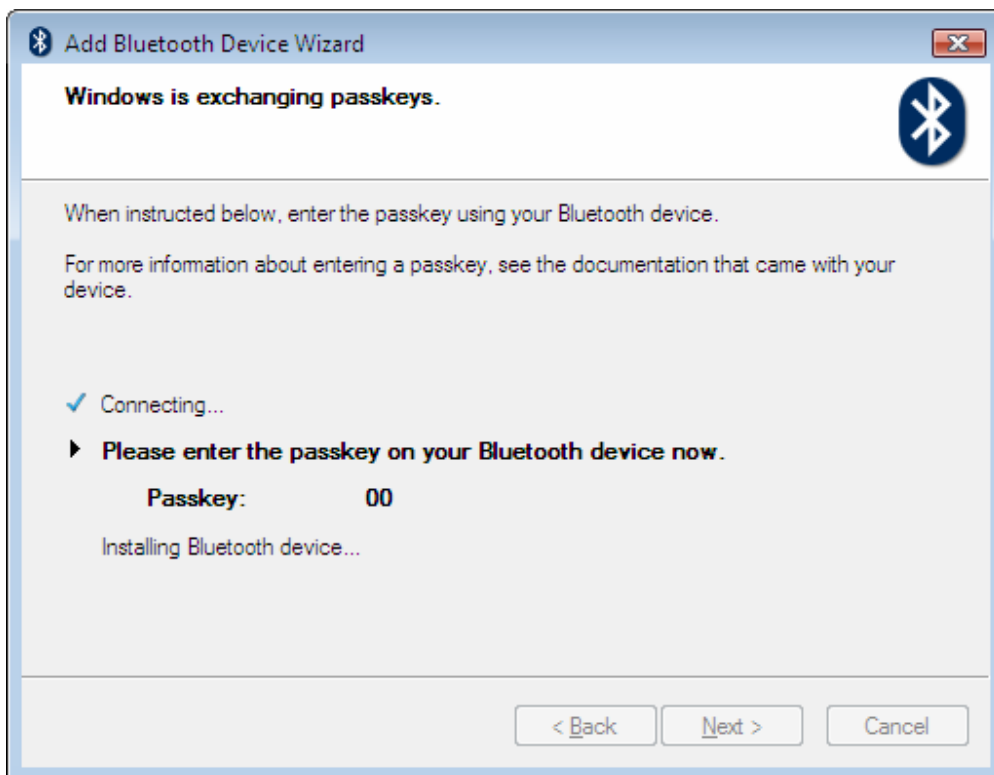 Add Bluetooth Device Wizard
Windows is exchanging passkeys.
When instructed below, enter the passkey using your Bluetooth device.
For more information about entering a passkey, see the documentation that came with your
device.
Connecting...
Please enter the passkey on your Bluetooth device now.
Passkey: 00
Installing Bluetooth device...
< Back Next > Cancel